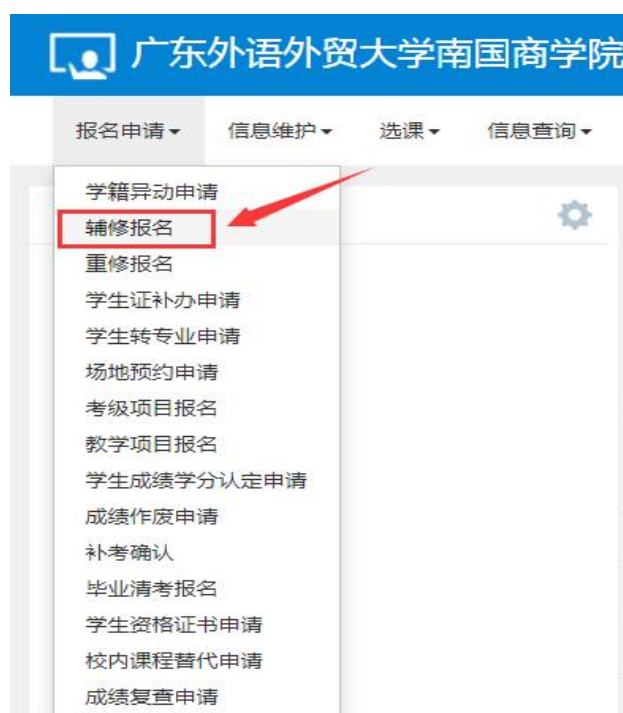 广东外语外贸大学南国商学院
报名申请 信息维护 选课 信息查询
学籍异动申请
辅修报名
重修报名
学生证补办申请
学生转专业申请
场地预约申请
考级项目报名
教学项目报名
学生成绩学分认定申请
成绩作废申请
补考确认
毕业清考报名
学生资格证书申请
校内课程替代申请
成绩复查申请